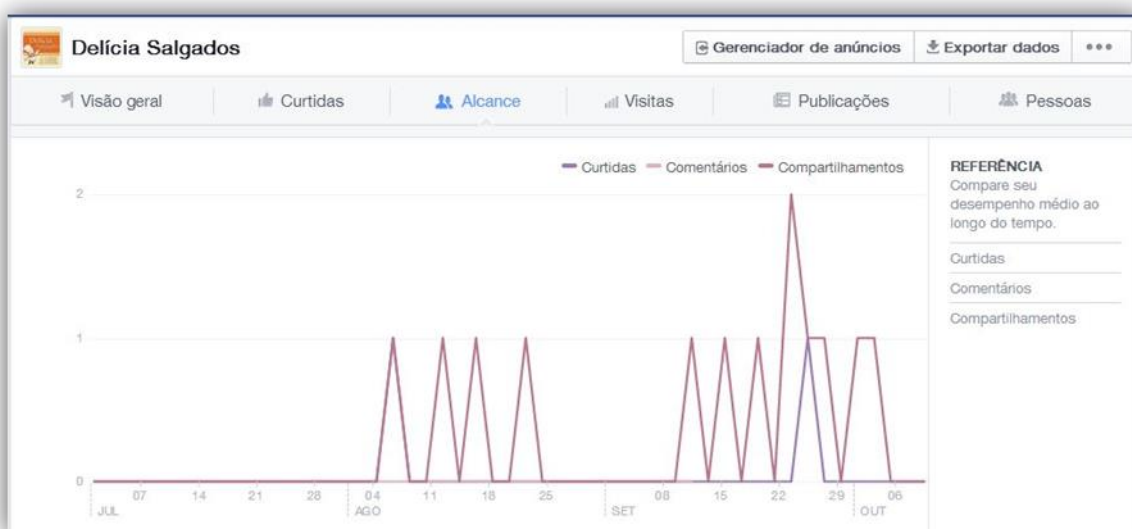 Delícia Salgados
Gerenciador de anúncios
Exportar dados
Visão geral
Curtidas
Alcance
Visitas
Publicações
Pessoas
Curtidas Comentários Compartilhamentos
2
1
0
07 14 21 28 04 11 18 25 08 15 22 29 06
JUL AGO SET OUT
REFERÊNCIA
Compare seu
desempenho médio ao
longo do tempo.
Curtidas
Comentários
Compartilhamentos